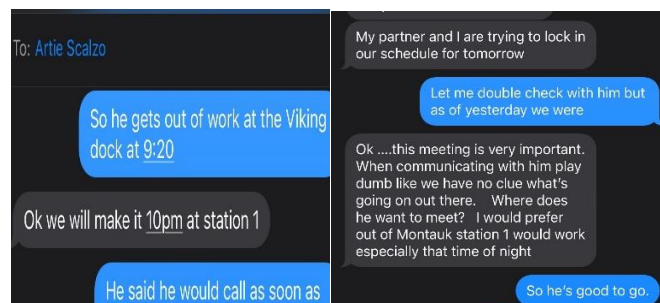 To: Artie Scalzo
So he gets out of work at the Viking
dock at 9:20
Ok we will make it 10pm at station 1
He said he would call as soon as
My partner and I are trying to lock in
our schedule for tomorrow
Let me double check with him but
as of yesterday we were
Ok ....this meeting is very important.
When communicating with him play
dumb like we have no clue what's
going on out there. Where does
he want to meet? I would prefer
out of Montauk station 1 would work
especially that time of night
So he's good to go.